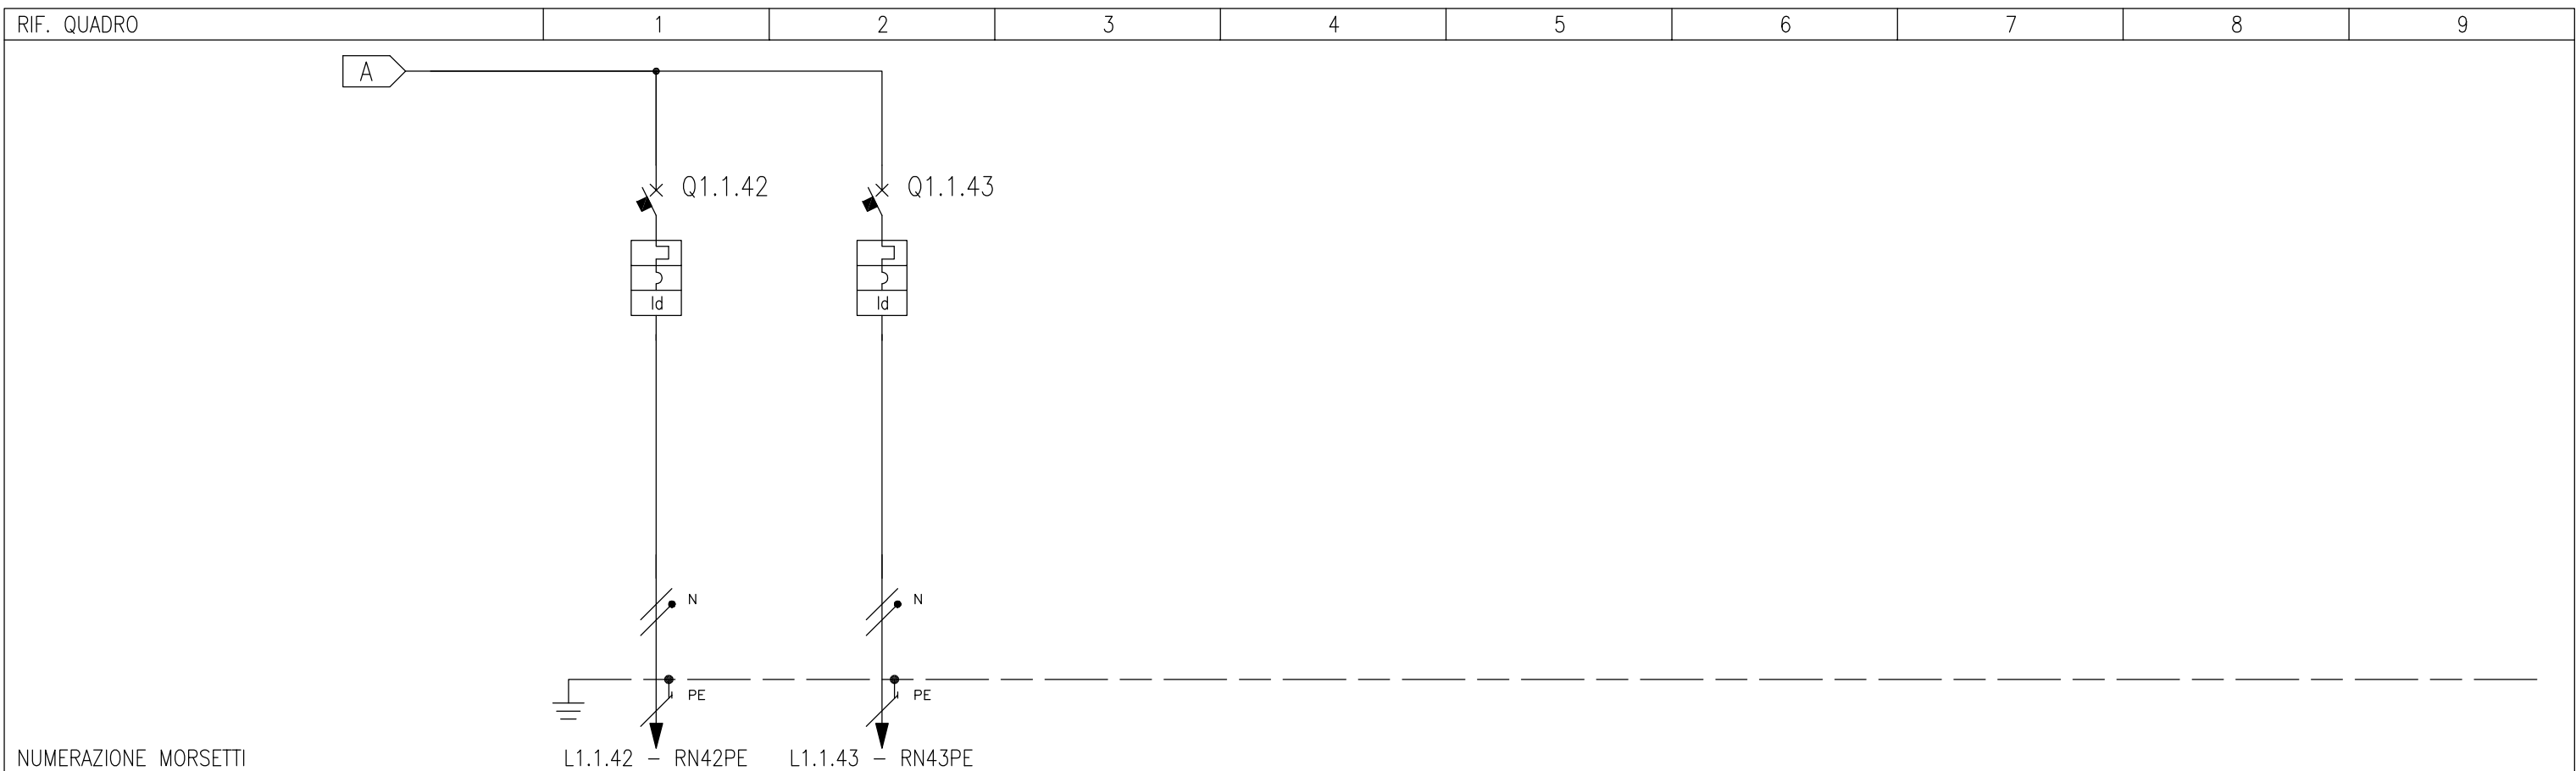 RIF. QUADRO 1 2 3 4 5 6 7 8 9
A
Q1.1.42 Q1.1.43
Id Id
N N
PE PE
NUMERAZIONE MORSETTI L1.1.42 - RN42PE L1.1.43 - RN43PE